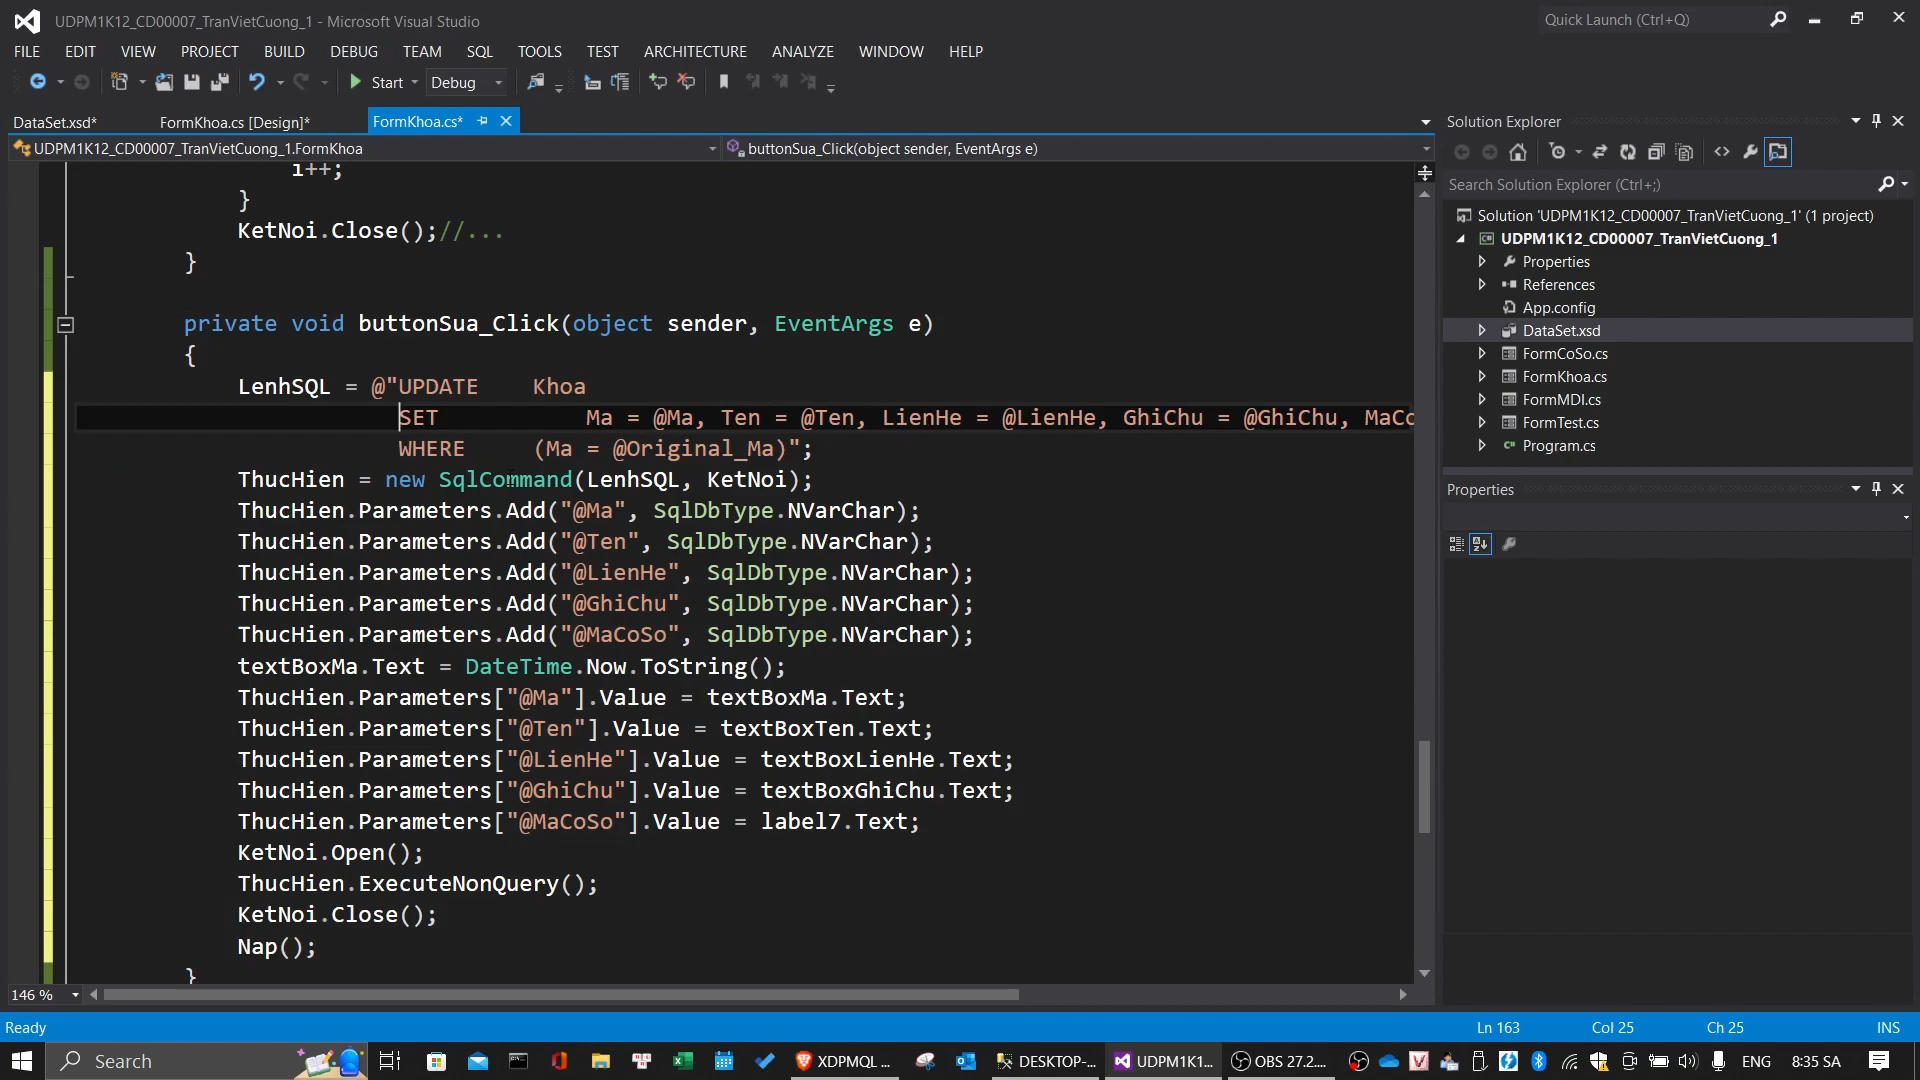 UDPM1K12_CD00007_TranVietCuong_1 - Microsoft Visual Studio
Quick Launch (Ctrl+Q)
FILE EDIT VIEW PROJECT BUILD DEBUG TEAM SQL TOOLS TEST ARCHITECTURE ANALYZE WINDOW HELP
Start Debug
DataSet.xsd* FormKhoa.cs [Design]* FormKhoa.cs*
UDPM1K12_CD00007_TranVietCuong_1.FormKhoa buttonSua_Click(object sender, EventArgs e)
i++;
}
KetNoi.Close();//...
}
private void buttonSua_Click(object sender, EventArgs e)
{
LenhSQL = @"UPDATE Khoa
SET Ma = @Ma, Ten = @Ten, LienHe = @LienHe, GhiChu = @GhiChu, MaCo
WHERE (Ma = @Original_Ma)";
ThucHien = new SqlCommand(LenhSQL, KetNoi);
ThucHien.Parameters.Add("@Ma", SqlDbType.NVarChar);
ThucHien.Parameters.Add("@Ten", SqlDbType.NVarChar);
ThucHien.Parameters.Add("@LienHe", SqlDbType.NVarChar);
ThucHien.Parameters.Add("@GhiChu", SqlDbType.NVarChar);
ThucHien.Parameters.Add("@MaCoSo", SqlDbType.NVarChar);
textBoxMa.Text = DateTime.Now.ToString();
ThucHien.Parameters["@Ma"].Value = textBoxMa.Text;
ThucHien.Parameters["@Ten"].Value = textBoxTen.Text;
ThucHien.Parameters["@LienHe"].Value = textBoxLienHe.Text;
ThucHien.Parameters["@GhiChu"].Value = textBoxGhiChu.Text;
ThucHien.Parameters["@MaCoSo"].Value = label7.Text;
KetNoi.Open();
ThucHien.ExecuteNonQuery();
KetNoi.Close();
Nap();
}
146 %
Solution Explorer
Search Solution Explorer (Ctrl+;)
Solution 'UDPM1K12_CD00007_TranVietCuong_1' (1 project)
UDPM1K12_CD00007_TranVietCuong_1
Properties
References
App.config
DataSet.xsd
FormCoSo.cs
FormKhoa.cs
FormMDI.cs
FormTest.cs
Program.cs
Properties
Ready Ln 163 Col 25 Ch 25 INS
Search XDPMQL ... DESKTOP-... UDPM1K1... OBS 27.2.... ENG 8:35 SA